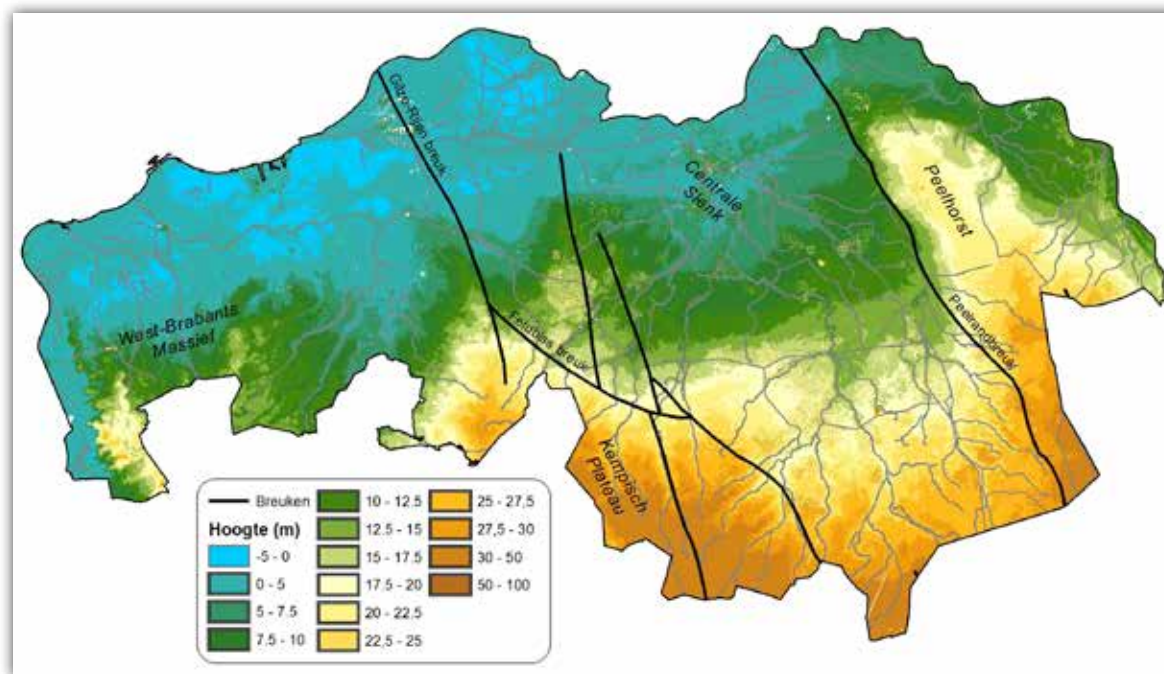 Gilze-Rijen breuk
Centrale
Slenk
Peelhorst
West-Brabants
Massief
Feldbiss breuk
Peelrandbreuk
Kempisch
Plateau
Breuken
Hoogte (m)
-5 - 0
0 - 5
5 - 7.5
7.5 - 10
10 - 12.5
12.5 - 15
15 - 17.5
17.5 - 20
20 - 22.5
22,5 - 25
25 - 27,5
27,5 - 30
30 - 50
50 - 100